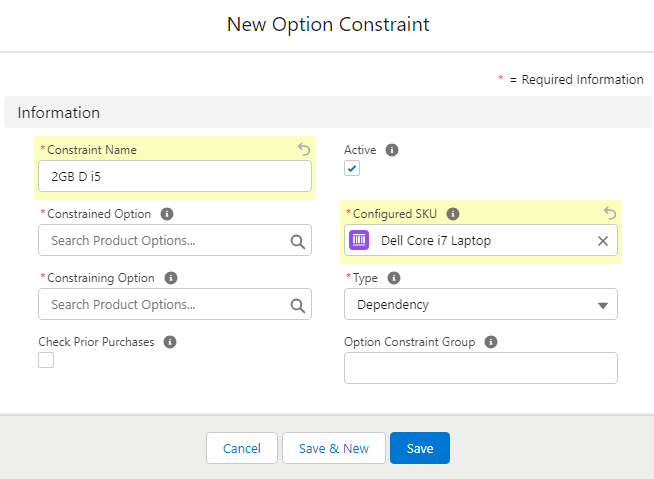 New Option Constraint
* = Required Information
Information
*Constraint Name
2GB D i5
Active
*Constrained Option
Search Product Options...
*Configured SKU
Dell Core i7 Laptop
*Constraining Option
Search Product Options...
*Type
Dependency
Check Prior Purchases
Option Constraint Group
Cancel
Save & New
Save